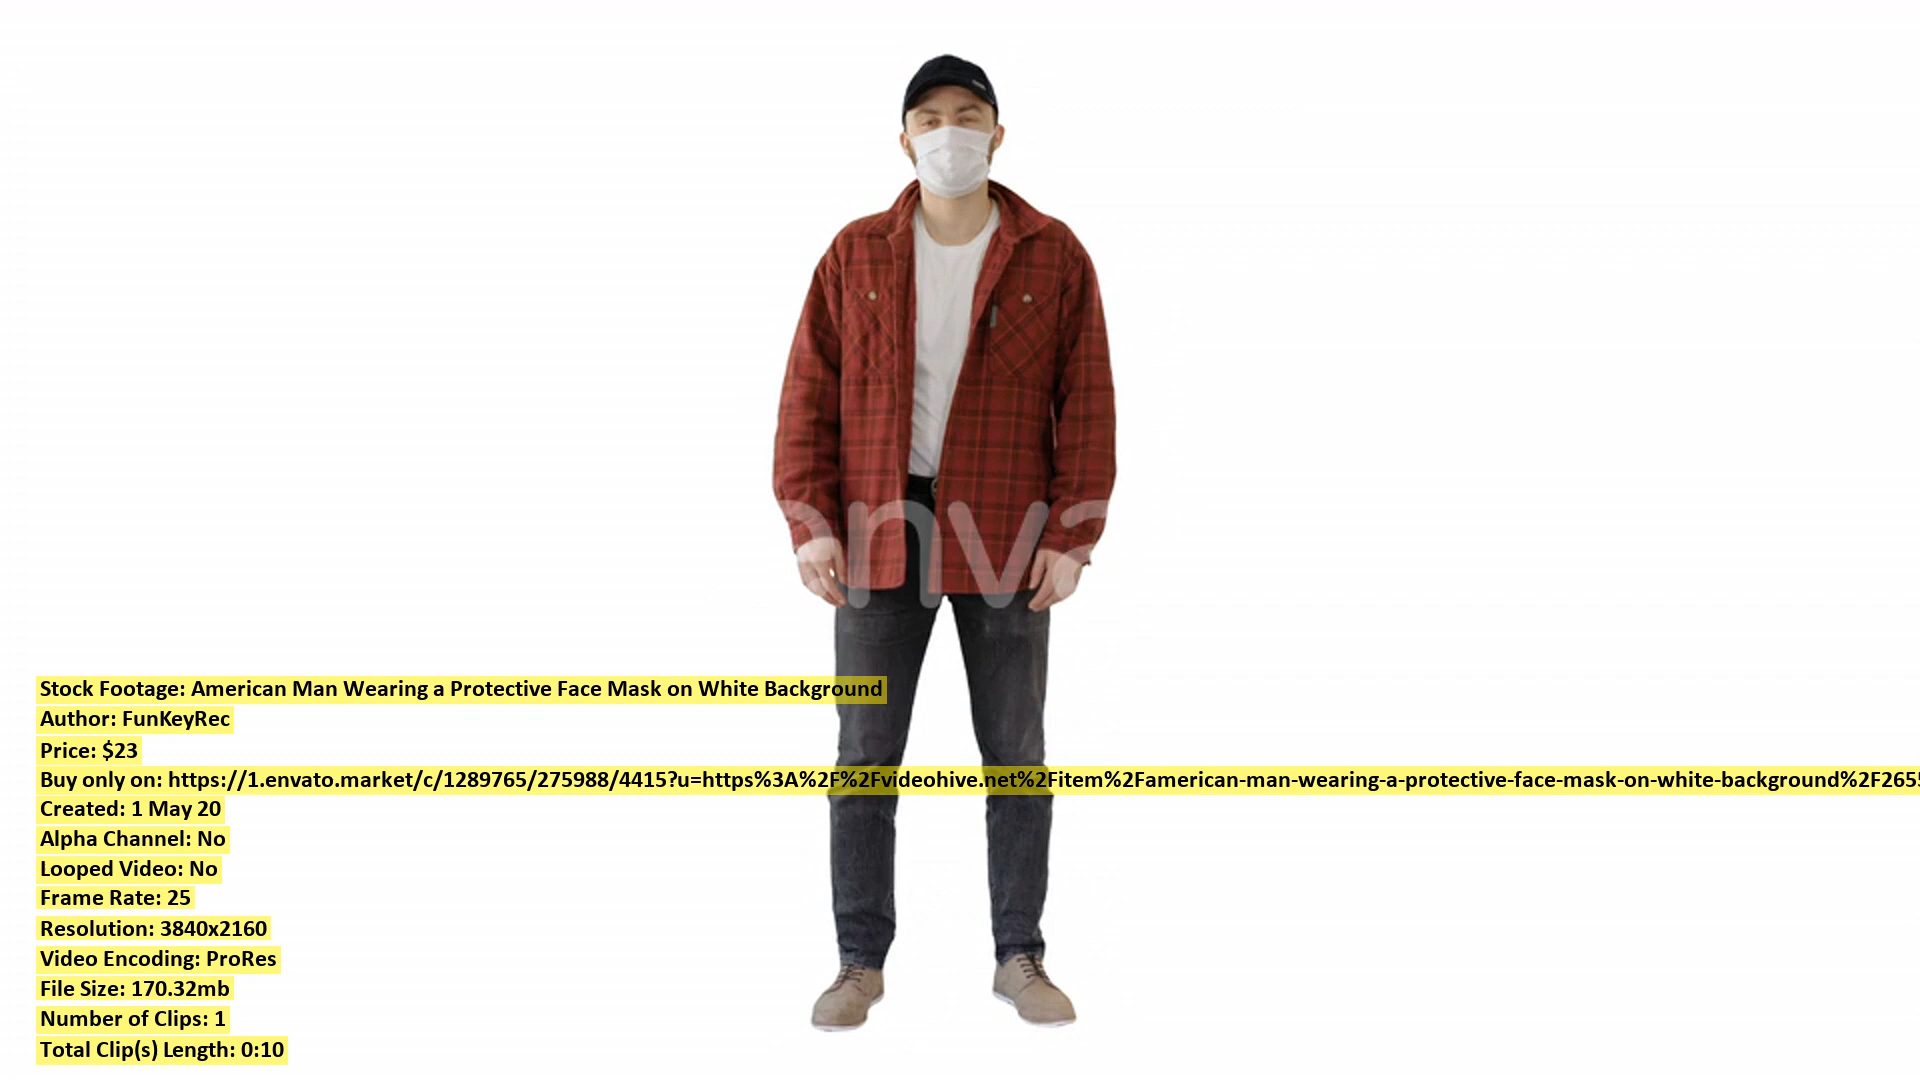 enva
Stock Footage: American Man Wearing a Protective Face Mask on White Background
Author: FunKeyRec
Price: $23
Buy only on: https://1.envato.market/c/1289765/275988/4415?u=https%3A%2F%2Fvideohive.net%2Fitem%2Famerican-man-wearing-a-protective-face-mask-on-white-background%2F265
Created: 1 May 20
Alpha Channel: No
Looped Video: No
Frame Rate: 25
Resolution: 3840x2160
Video Encoding: ProRes
File Size: 170.32mb
Number of Clips: 1
Total Clip(s) Length: 0:10